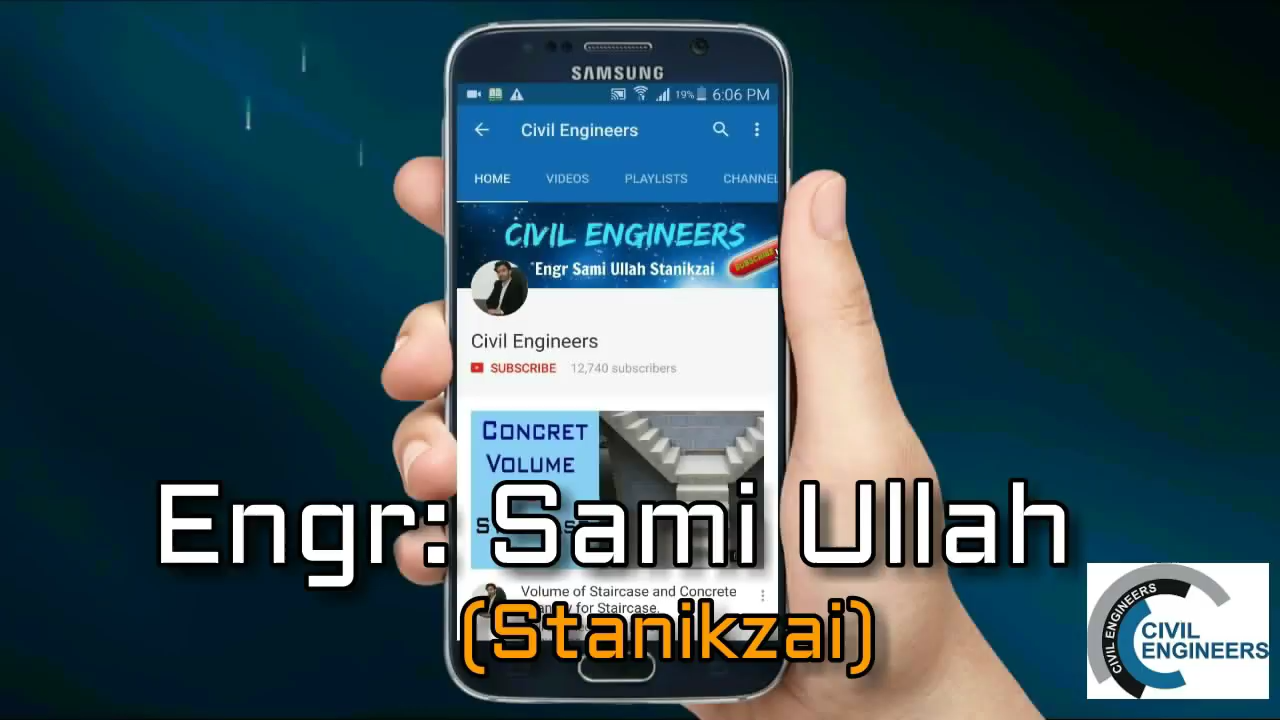 SAMSUNG
19% 6:06 PM
Civil Engineers
HOME VIDEOS PLAYLISTS CHANNEL
CIVIL ENGINEERS
Engr Sami Ullah Stanikzai
SUBSCRIBE
Civil Engineers
SUBSCRIBE 12,740 subscribers
CONCRET
VOLUME
Engr: Sami Ullah
Volume of Staircase and Concrete
for Staircase.
(Stanikzai)
CIVIL ENGINEERS
CIVIL
ENGINEERS